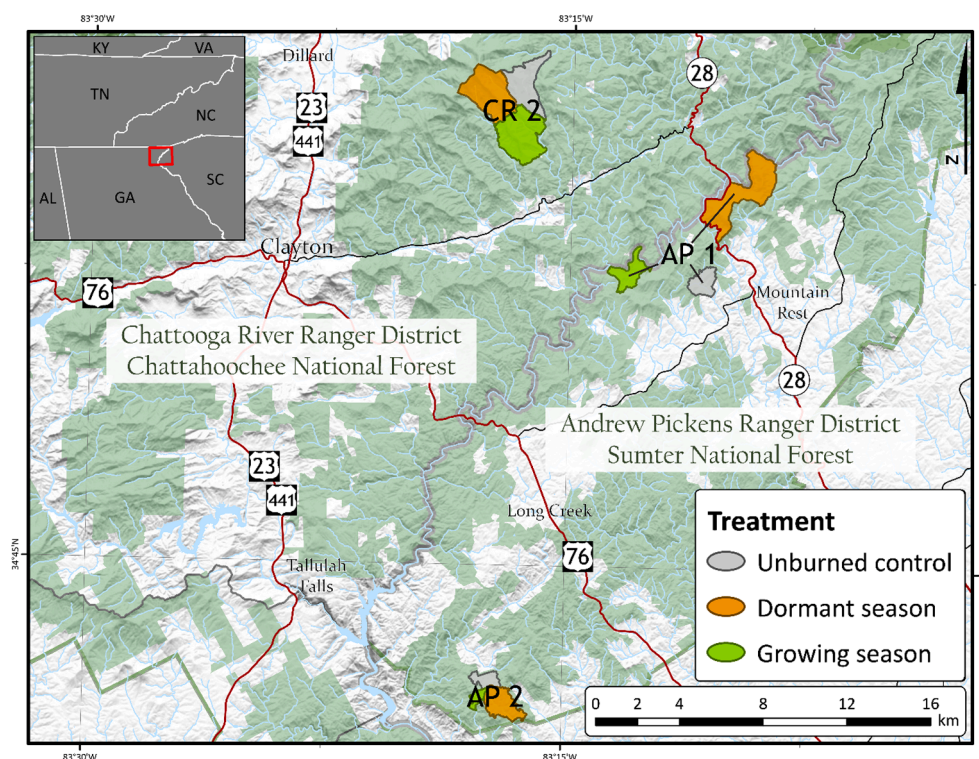 83°30'W
83°15'W
KY
VA
TN
NC
AL
GA
SC
Dillard
23
441
CR 2
28
N
Clayton
76
AP 1
Mountain
Rest
Chattooga River Ranger District
Chattahoochee National Forest
28
Andrew Pickens Ranger District
Sumter National Forest
23
441
Long Creek
76
34°45'N
Tallulah
Falls
AP 2
Treatment
Unburned control
Dormant season
Growing season
0 2 4 8 12 16
km
83°30'W
83°15'W